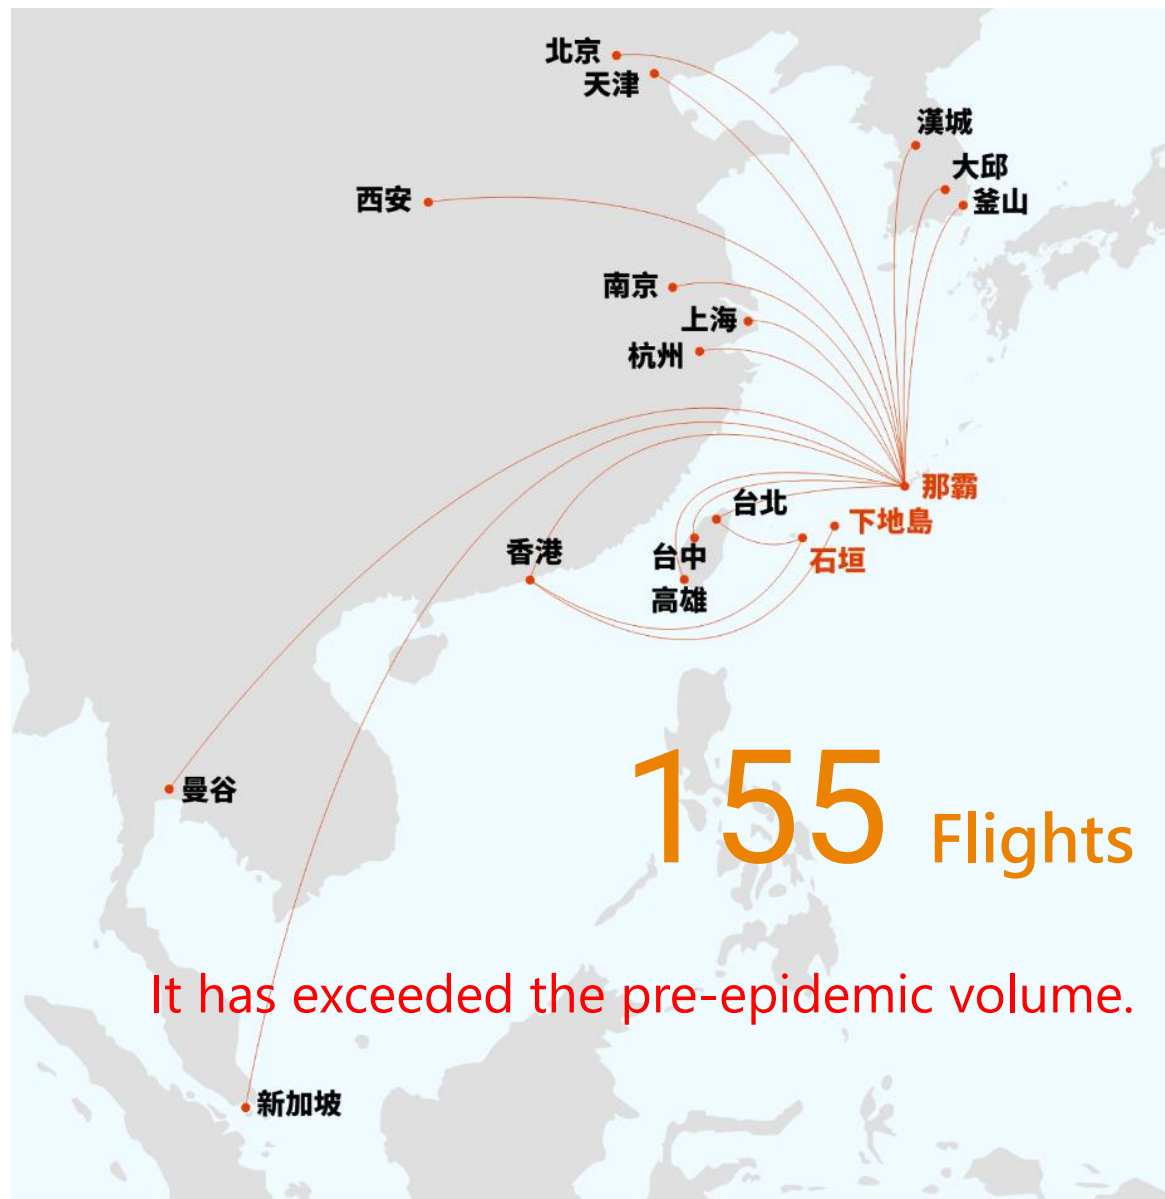 北京
天津
漢城
大邱
釜山
西安
南京
上海
杭州
那霸
台北
下地島
香港
台中
石垣
高雄
155 Flights
曼谷
It has exceeded the pre-epidemic volume.
新加坡